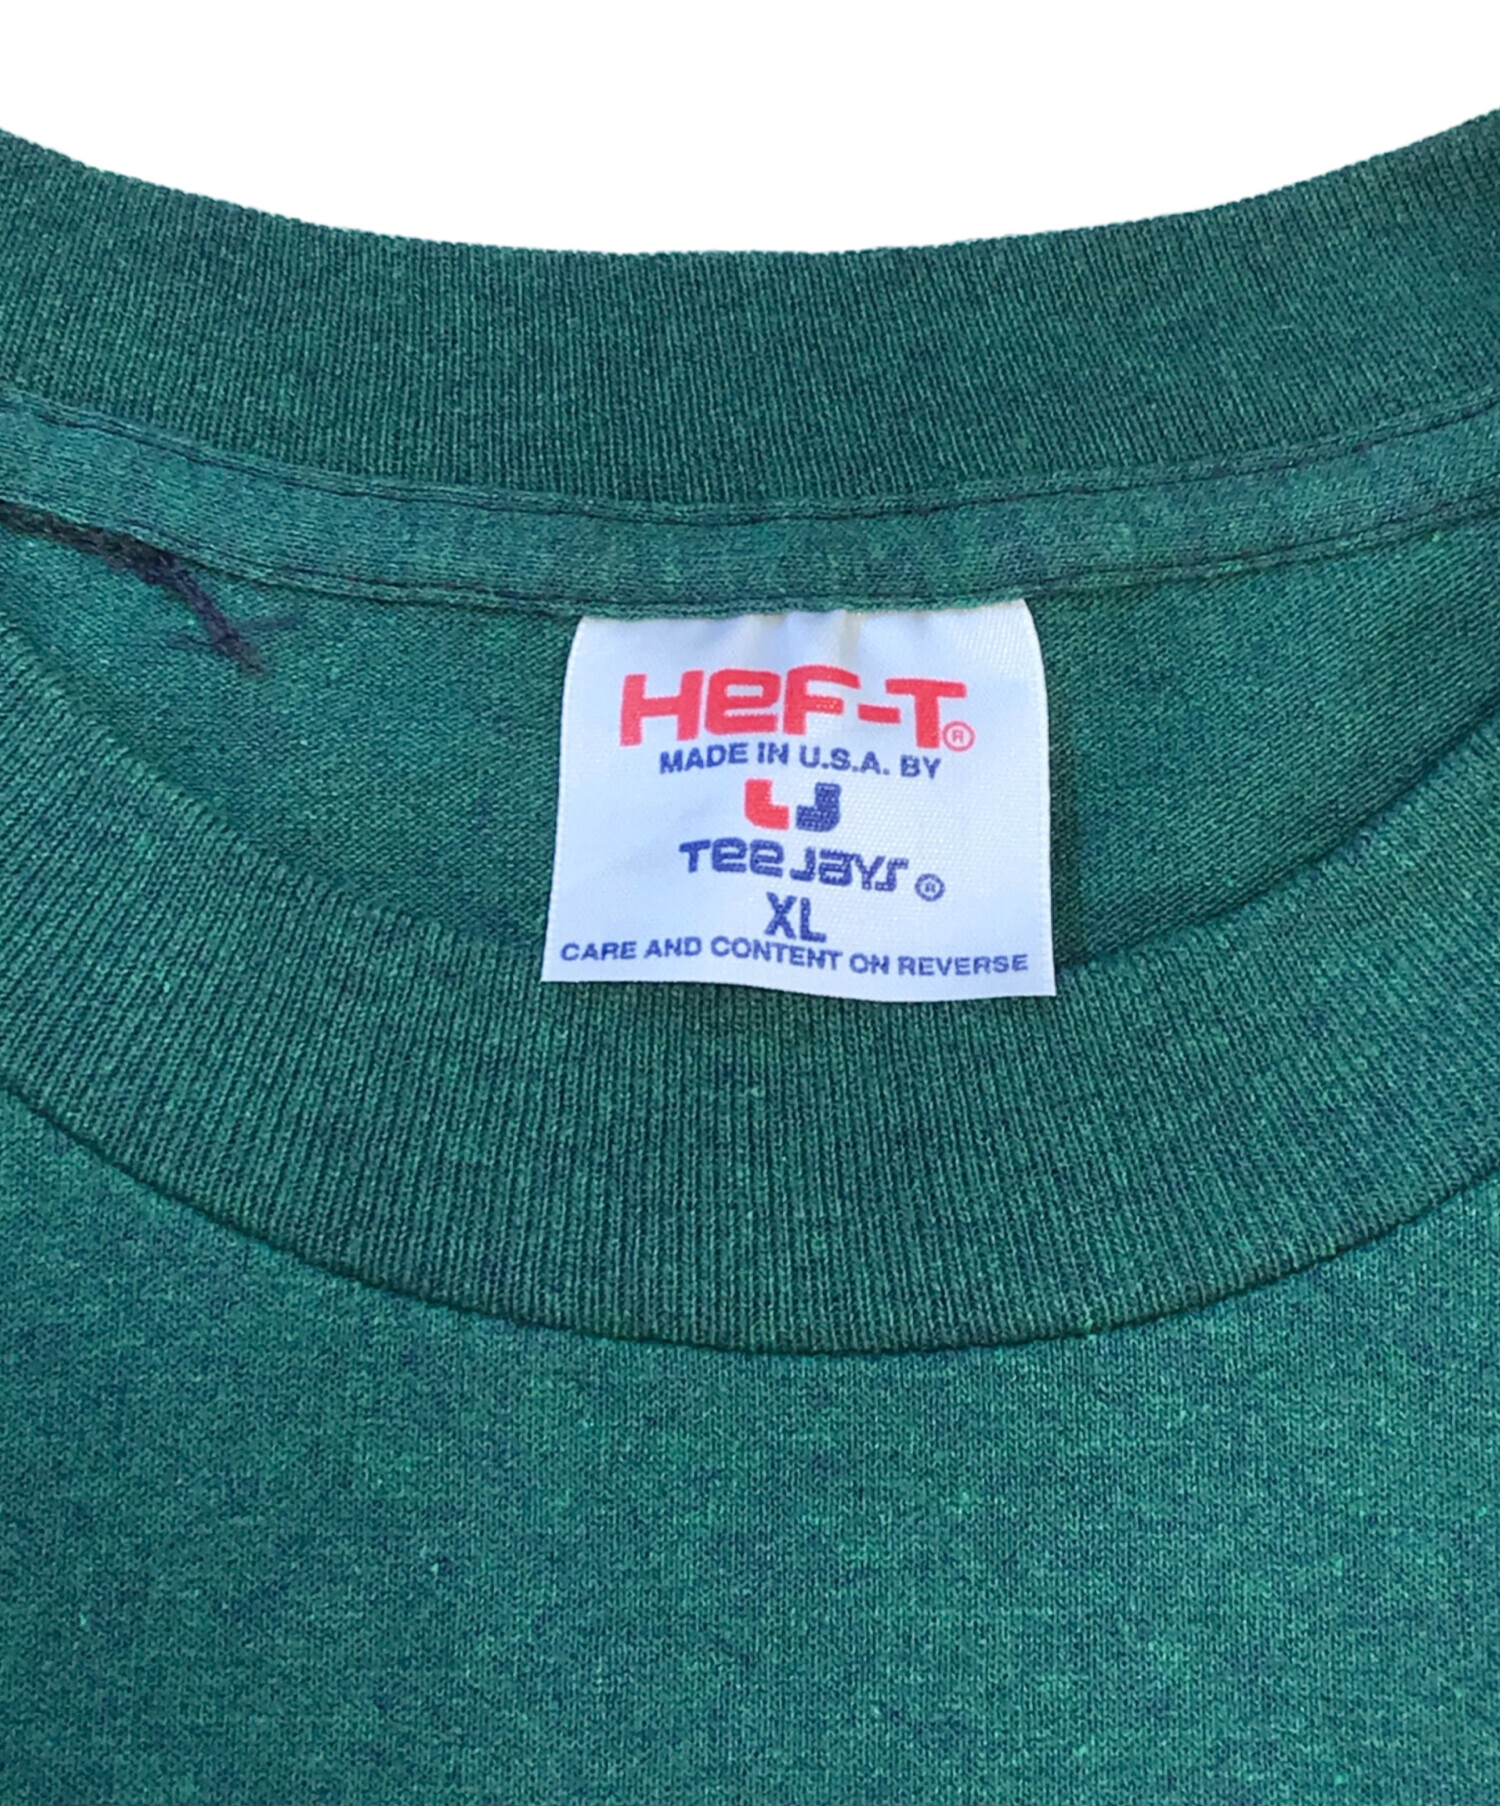 HeF-T®
MADE IN U.S.A. BY
TeeJays®
XL
CARE AND CONTENT ON REVERSE